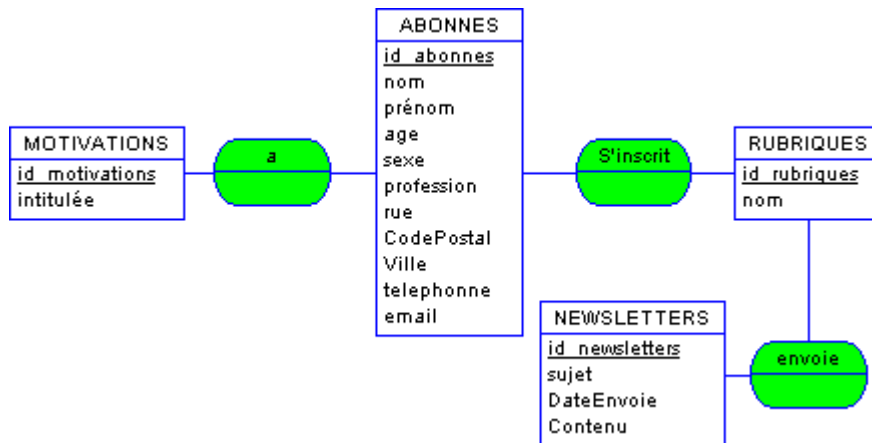 ABONNES
id_abonnes
nom
prénom
age
sexe
profession
rue
CodePostal
Ville
telephonne
email
MOTIVATIONS
id_motivations
intitulée
a
S'inscrit
RUBRIQUES
id_rubriques
nom
NEWSLETTERS
id_newsletters
sujet
DateEnvoie
Contenu
envoie